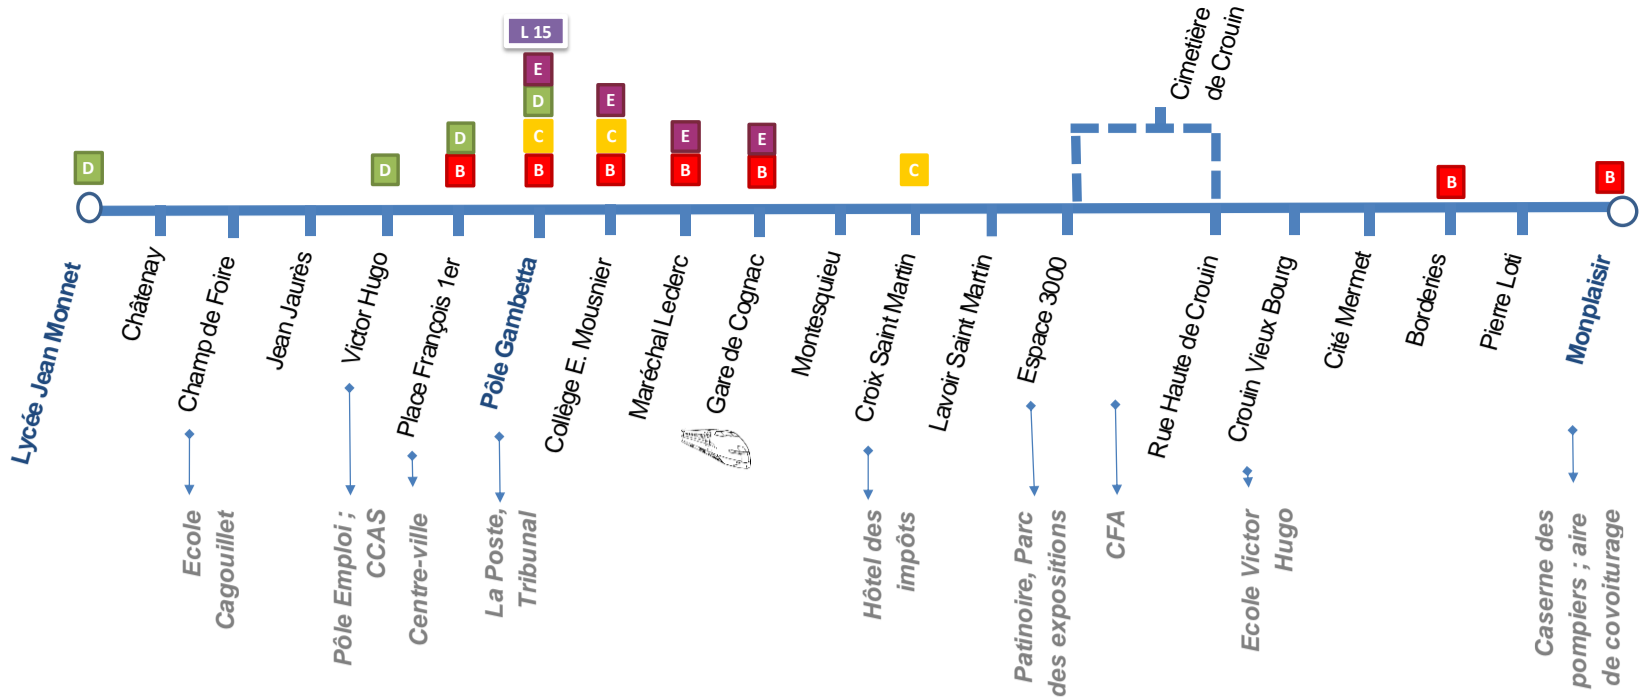 L 15
E
D
C
B
E
C
B
D
B
E
B
E
B
D
D
C
B
B
Cimetière
de Crouin
Lycée Jean Monnet
Châtenay
Champ de Foire
Jean Jaurès
Victor Hugo
Place François 1er
Pôle Gambetta
Collège E. Mousnier
Maréchal Leclerc
Gare de Cognac
Montesquieu
Croix Saint Martin
Lavoir Saint Martin
Espace 3000
Rue Haute de Crouin
Crouin Vieux Bourg
Cité Mermet
Borderies
Pierre Loti
Monplaisir
Ecole
Cagouillet
Pôle Emploi ;
CCAS
Centre-ville
La Poste,
Tribunal
Hôtel des
impôts
Patinoire, Parc
des expositions
CFA
Ecole Victor
Hugo
Caserne des
pompiers ; aire
de covoiturage